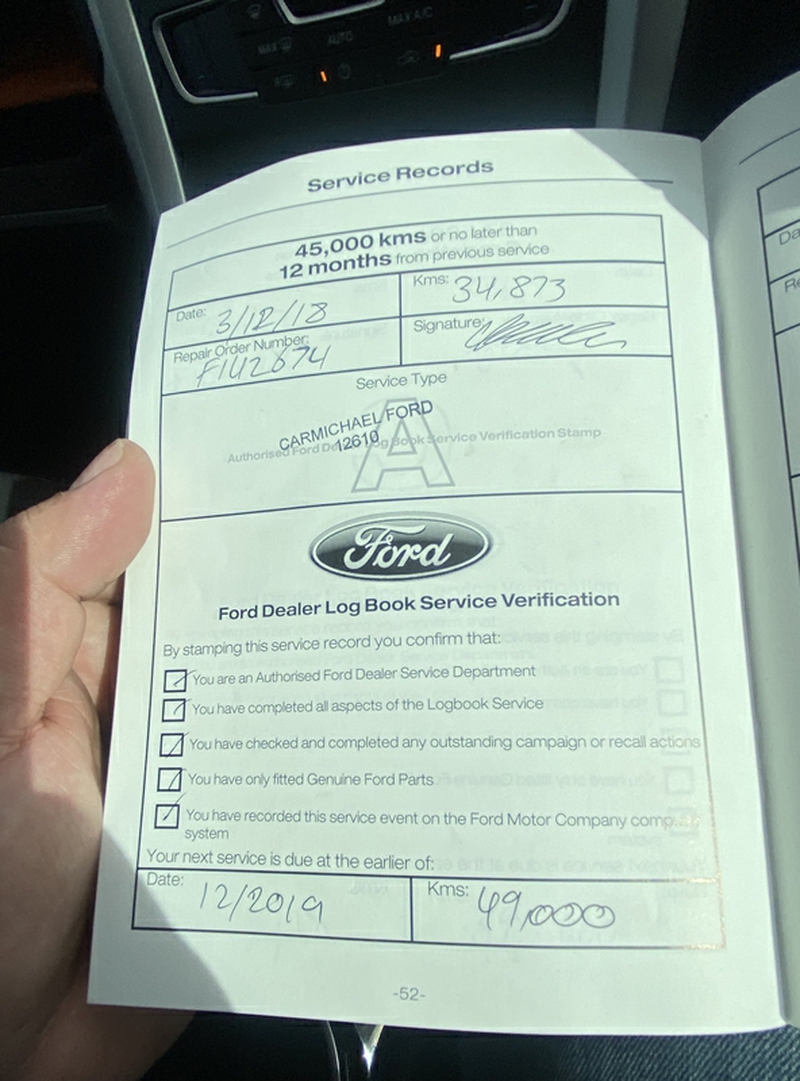 MAX A/C
AUTO
MAX
Service Records
45,000 kms or no later than
12 months from previous service
Date: 3/12/18
Kms: 34,873
Repair Order Number: F142674
Signature:
Service Type
CARMICHAEL FORD
12610
Authorised Ford Dealer Log Book Service Verification Stamp
A
Ford
Ford Dealer Log Book Service Verification
By stamping this service record you confirm that:
You are an Authorised Ford Dealer Service Department
You have completed all aspects of the Logbook Service
You have checked and completed any outstanding campaign or recall actions
You have only fitted Genuine Ford Parts
You have recorded this service event on the Ford Motor Company
system
Your next service is due at the earlier of:
Date: 12/2019
Kms: 49,000
-52-
Da
Re